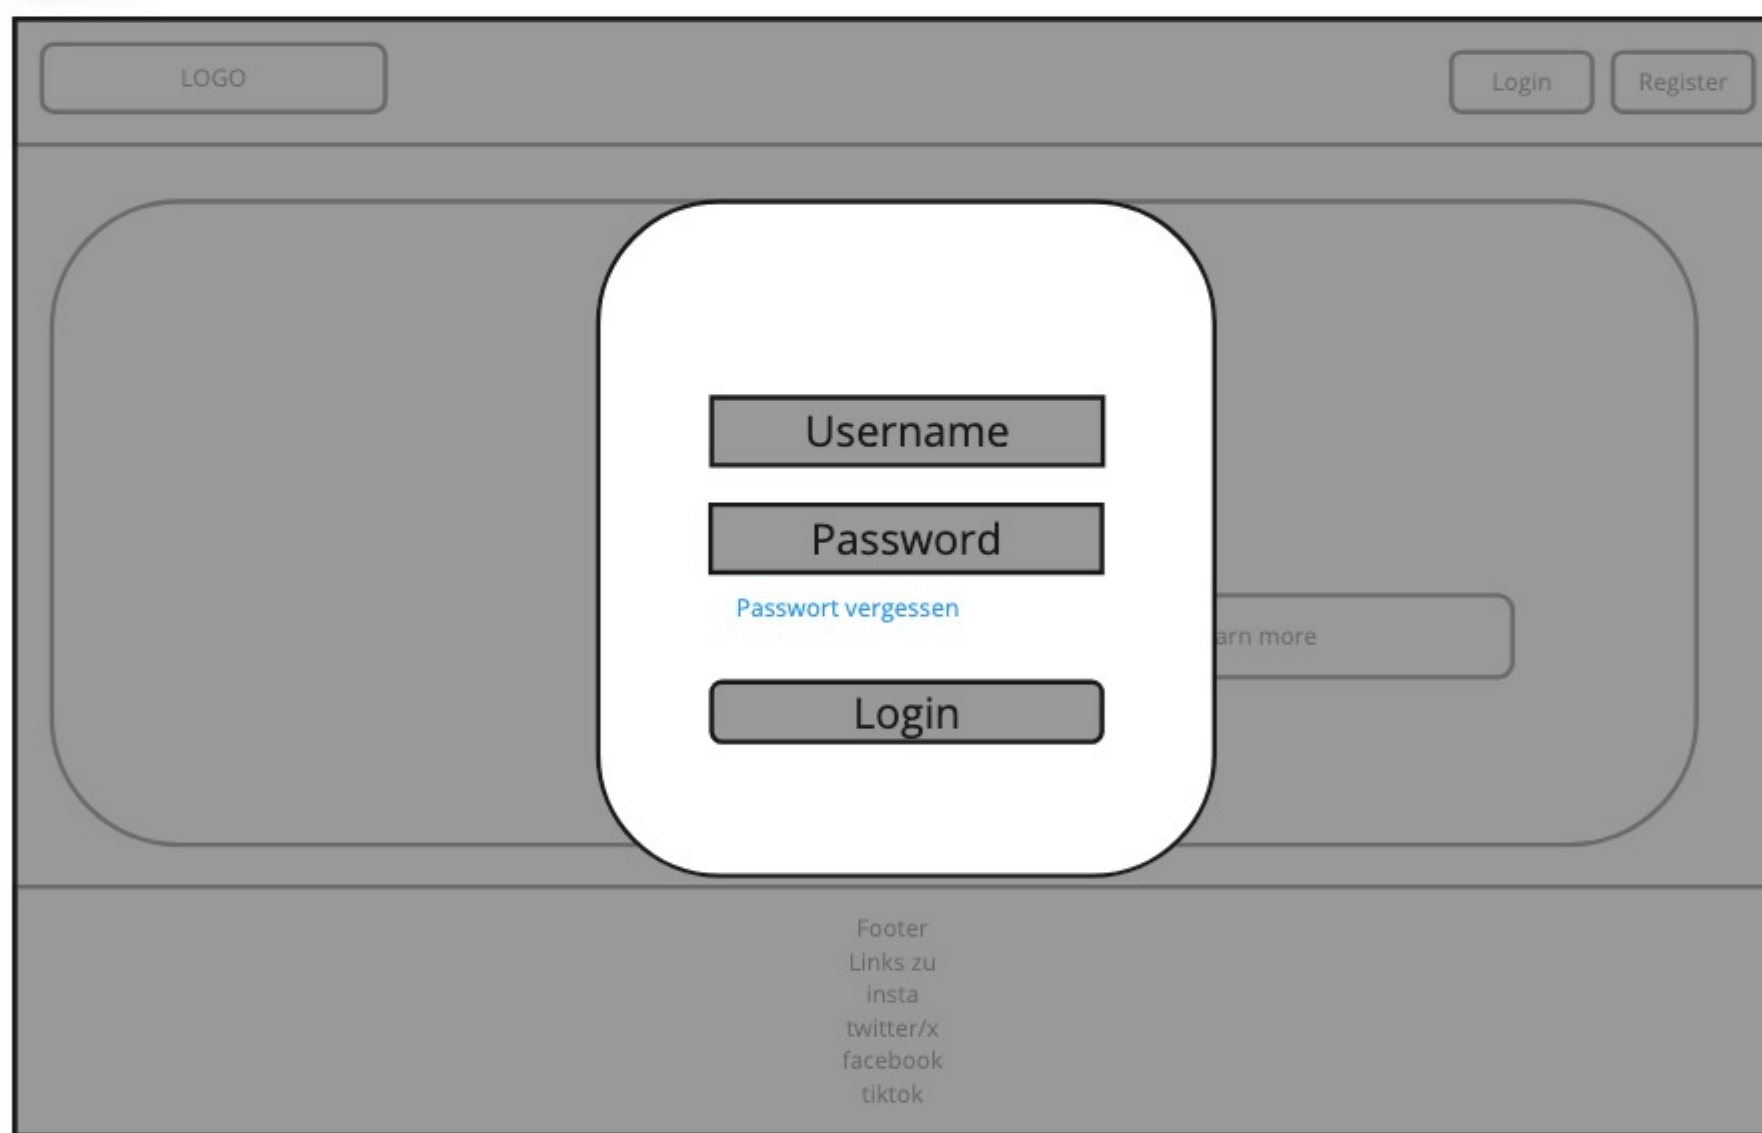 LOGO
Login
Register
Username
Password
Passwort vergessen
arn more
Login
Footer
Links zu
insta
twitter/x
facebook
tiktok